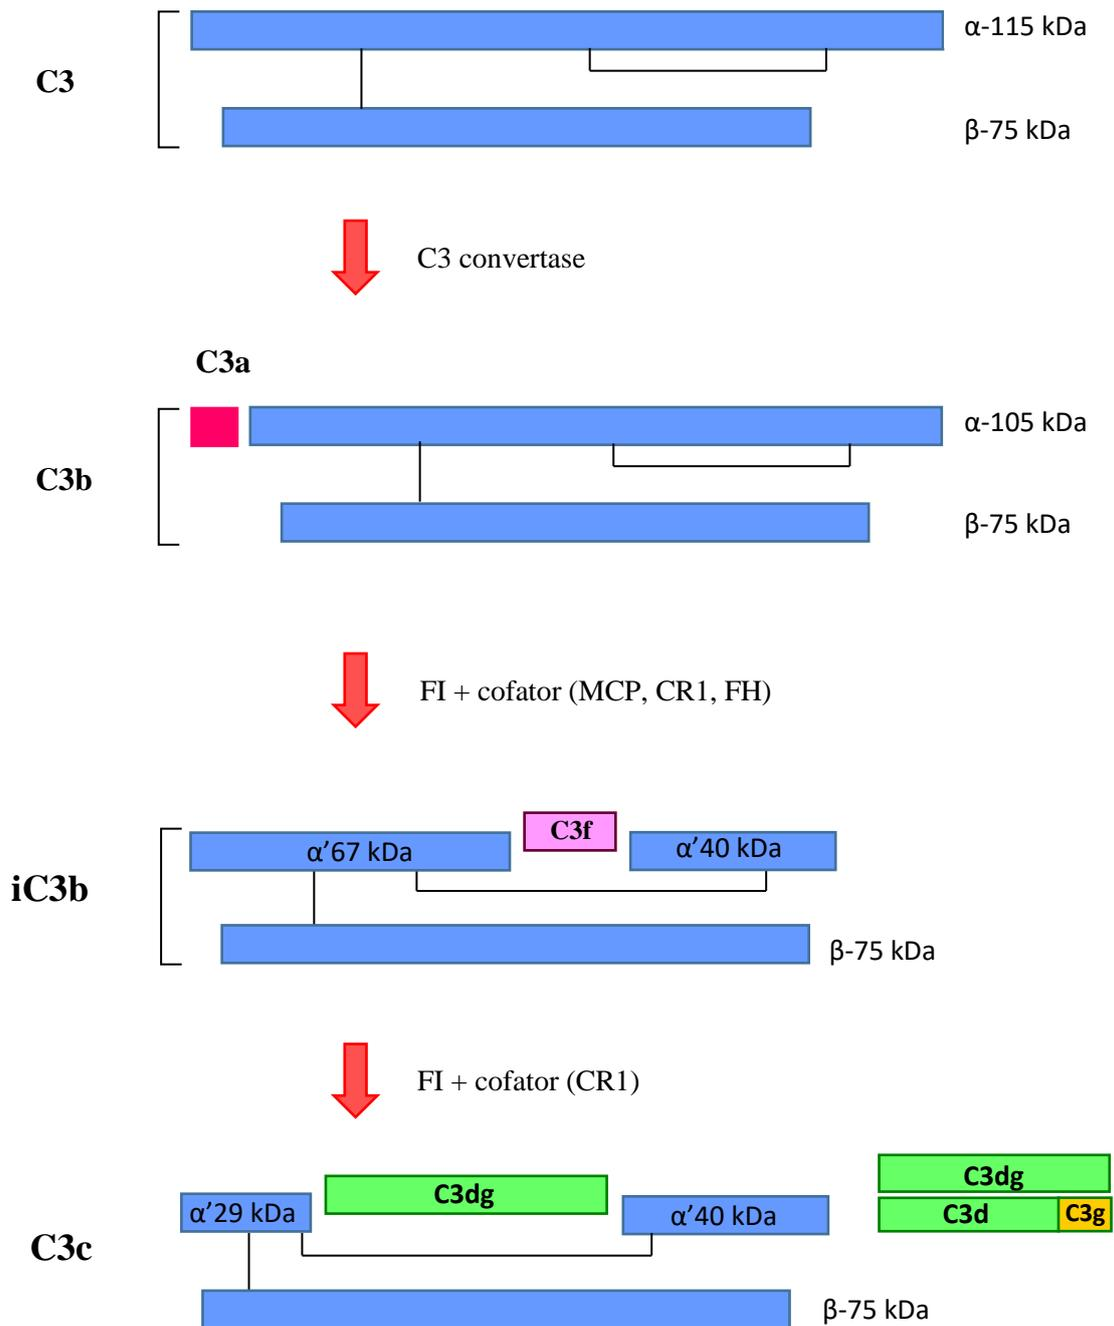 α-115 kDa
C3
β-75 kDa
C3 convertase
C3a
α-105 kDa
C3b
β-75 kDa
FI + cofator (MCP, CR1, FH)
C3f
α’67 kDa
α’40 kDa
iC3b
β-75 kDa
FI + cofator (CR1)
C3dg
C3dg
α’29 kDa
α’40 kDa
C3d
C3g
C3c
β-75 kDa